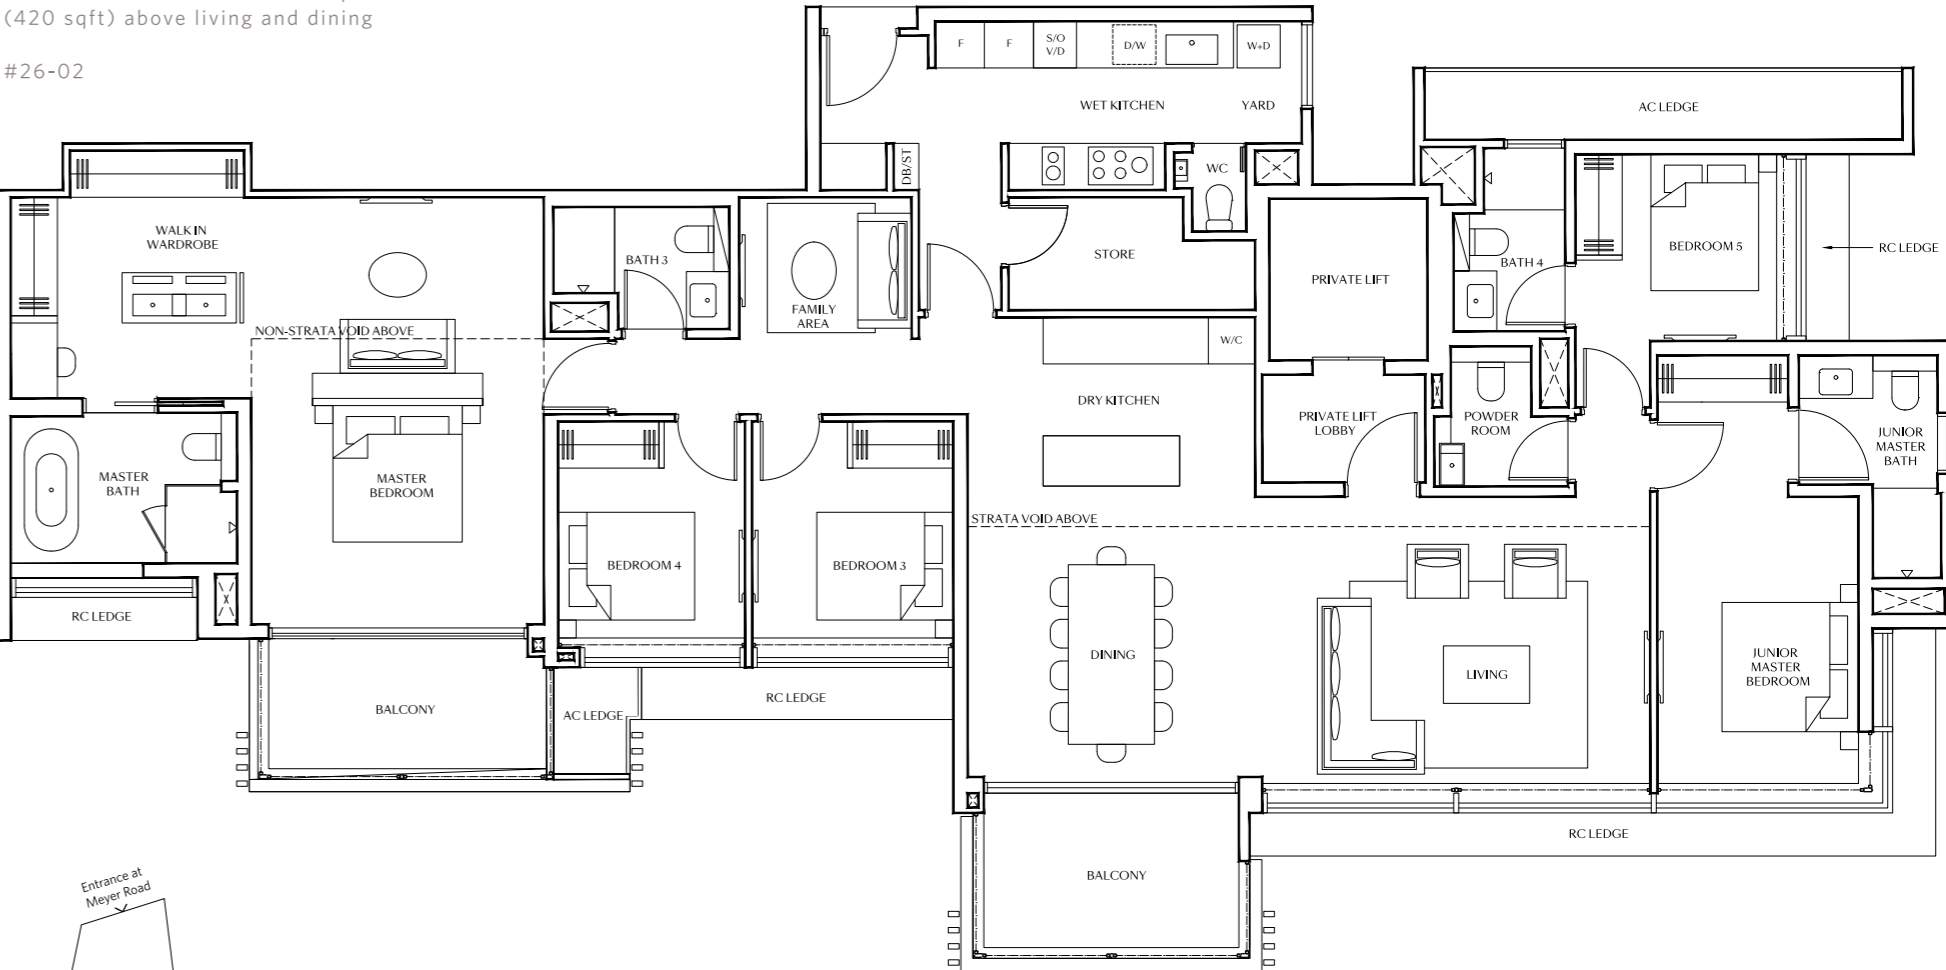 (420 sqft) above living and dining
#26-02
F
F
S/O
V/D
D/W
W+D
WET KITCHEN
YARD
AC LEDGE
DB/ST
WC
WALK IN
WARDROBE
BATH 3
FAMILY
AREA
STORE
PRIVATE LIFT
BATH 4
BEDROOM 5
RC LEDGE
NON-STRATA VOID ABOVE
W/C
DRY KITCHEN
PRIVATE LIFT
LOBBY
POWDER
ROOM
JUNIOR
MASTER
BATH
MASTER
BATH
MASTER
BEDROOM
STRATA VOID ABOVE
BEDROOM 4
BEDROOM 3
RC LEDGE
DINING
LIVING
JUNIOR
MASTER
BEDROOM
BALCONY
AC LEDGE
RC LEDGE
RC LEDGE
BALCONY
Entrance at
Meyer Road